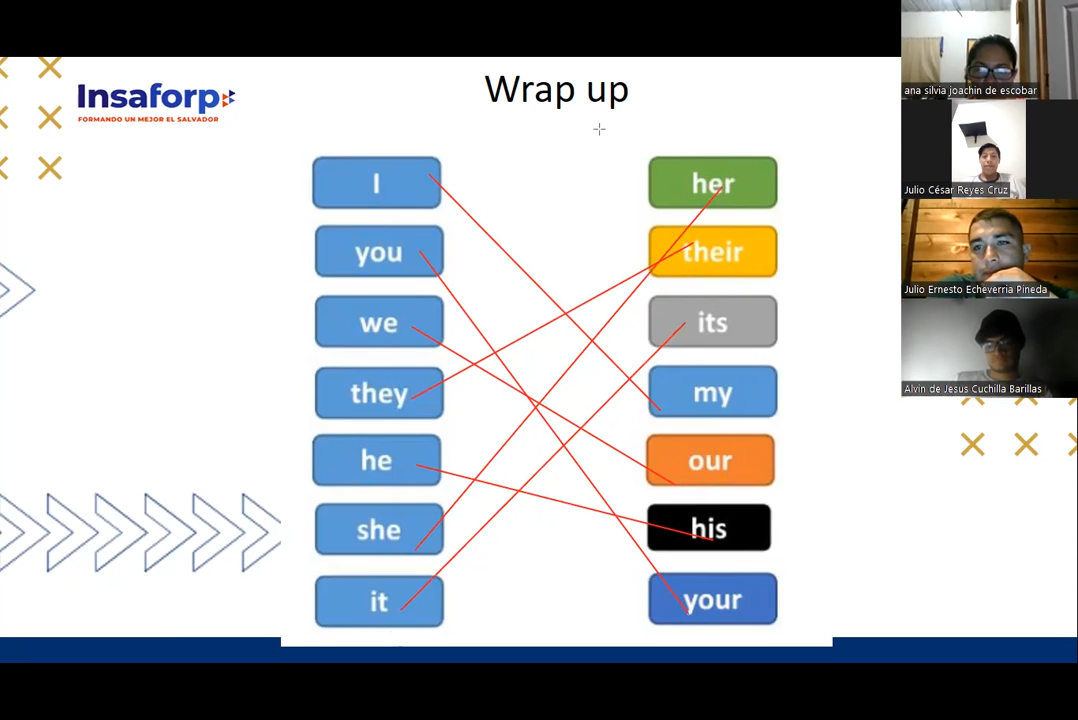 Insaforp
FORMANDO UN MEJOR EL SALVADOR
Wrap up
I
you
we
they
he
she
it
her
their
its
my
our
his
your
ana silvia joachin de escobar
Julio César Reyes Cruz
Julio Ernesto Echeverria Pineda
Alvin de Jesus Cuchilla Barillas